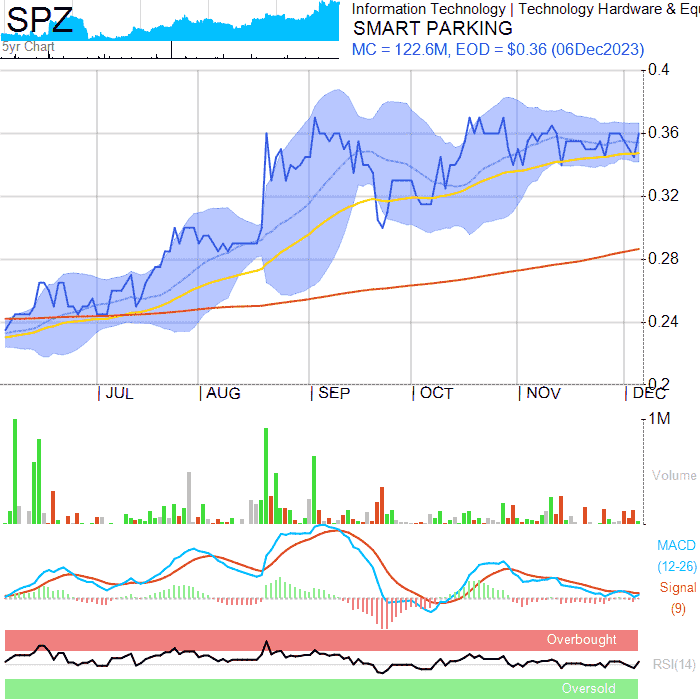 SPZ
5yr Chart
Information Technology | Technology Hardware & Equ
SMART PARKING
MC = 122.6M, EOD = $0.36 (06Dec2023)
0.4
0.36
0.32
0.28
0.24
0.2
JUL AUG SEP OCT NOV DEC
1M
Volume
MACD
(12-26)
Signal
(9)
Overbought
RSI(14)
Oversold